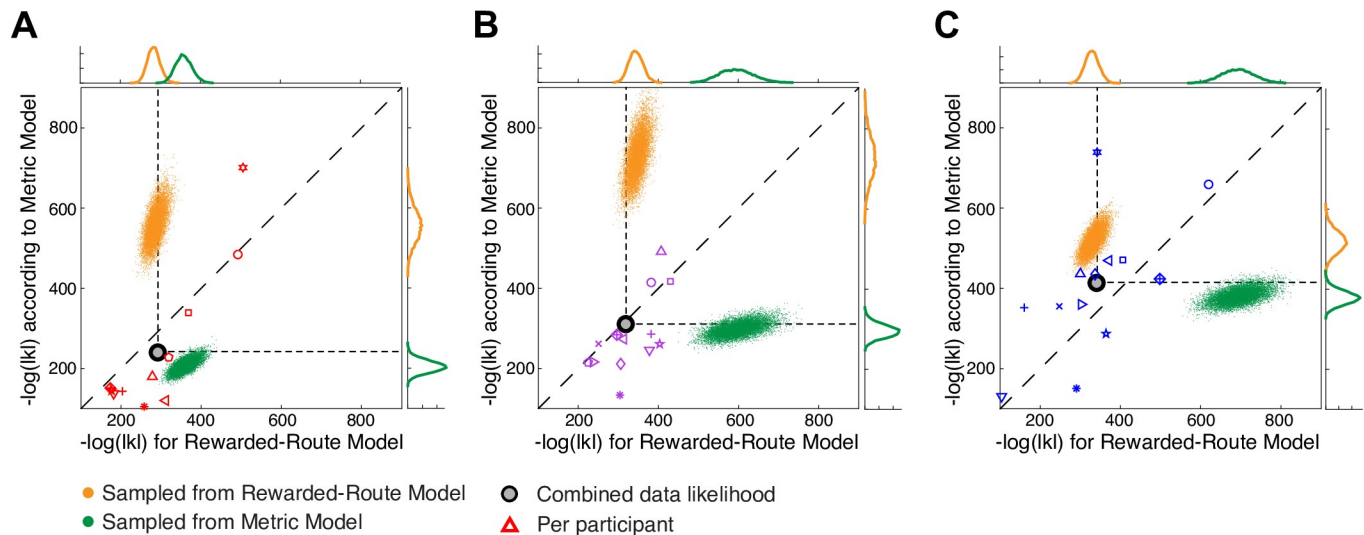 A
B
C
-log(lkl) according to Metric Model
800
600
400
200
200
400
600
800
-log(lkl) for Rewarded-Route Model
-log(lkl) according to Metric Model
800
600
400
200
200
400
600
800
-log(lkl) for Rewarded-Route Model
-log(lkl) according to Metric Model
800
600
400
200
200
400
600
800
-log(lkl) for Rewarded-Route Model
Sampled from Rewarded-Route Model
Sampled from Metric Model
Combined data likelihood
Per participant